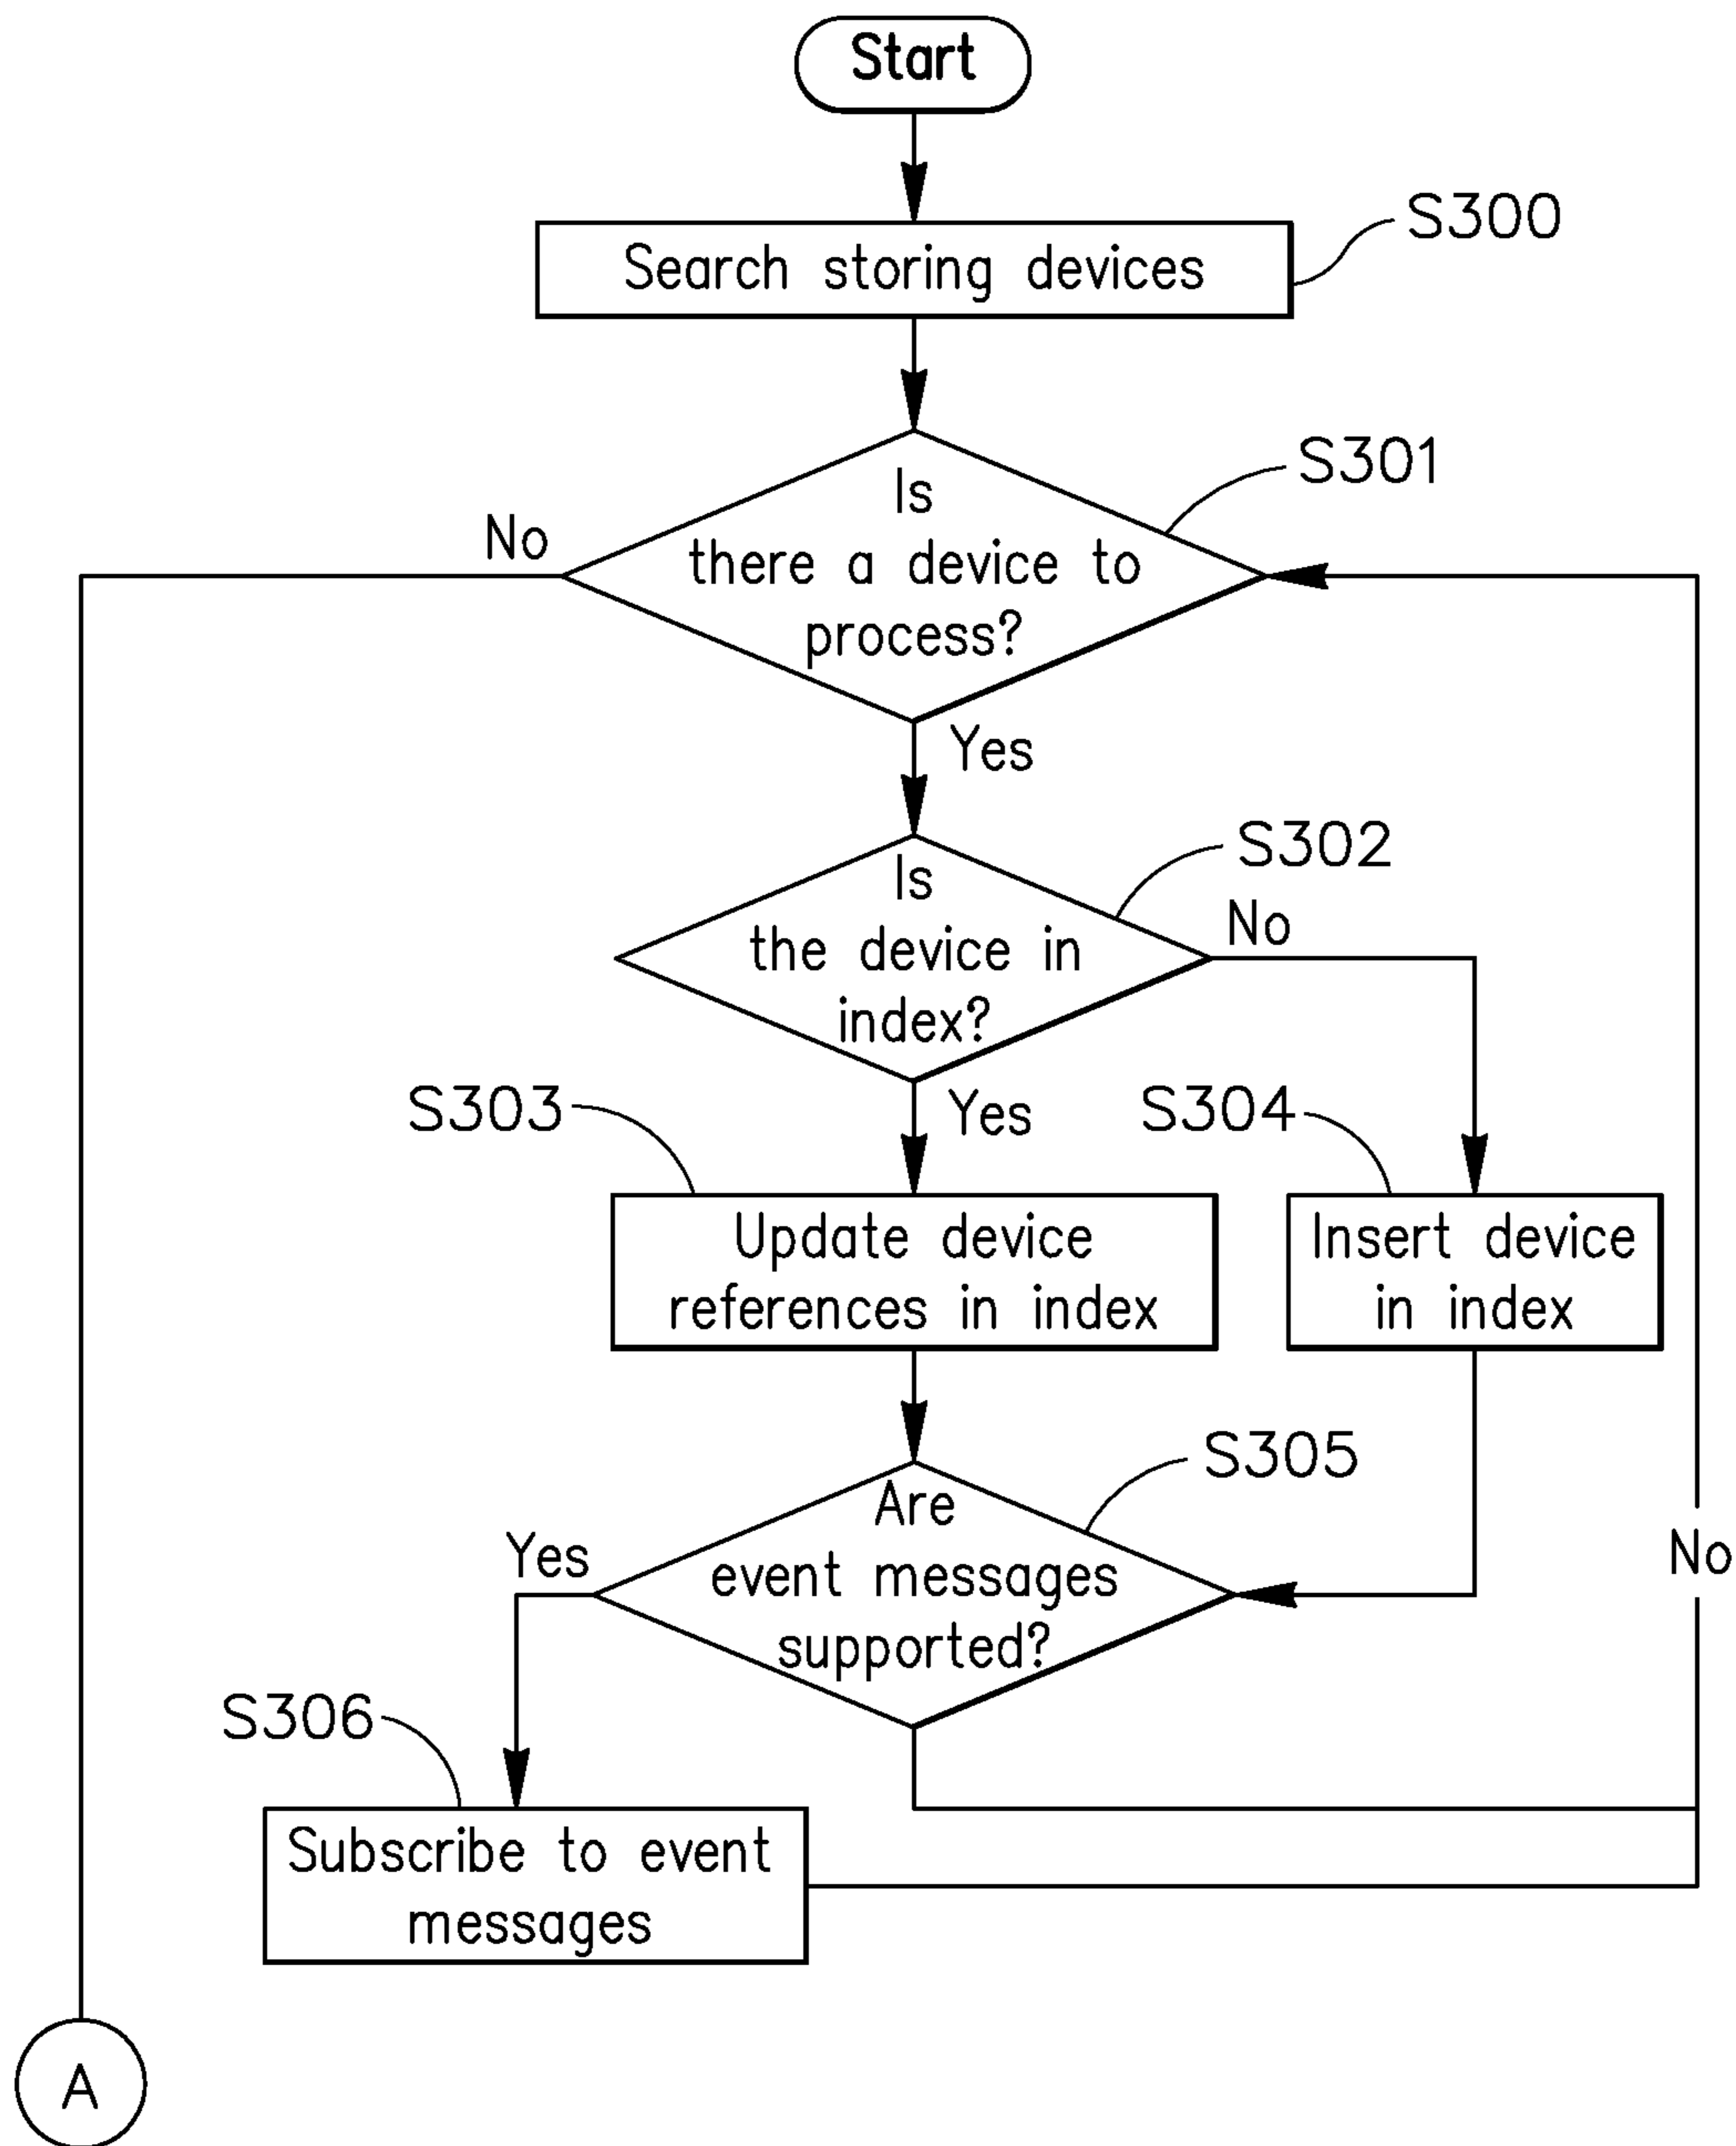 Start
S300
Search storing devices
S301
No
Is
there a device to
process?
Yes
S302
Is
the device in
index?
No
S303
Yes
S304
Update device
references in index
Insert device
in index
S305
Are
event messages
supported?
Yes
No
S306
Subscribe to event
messages
A